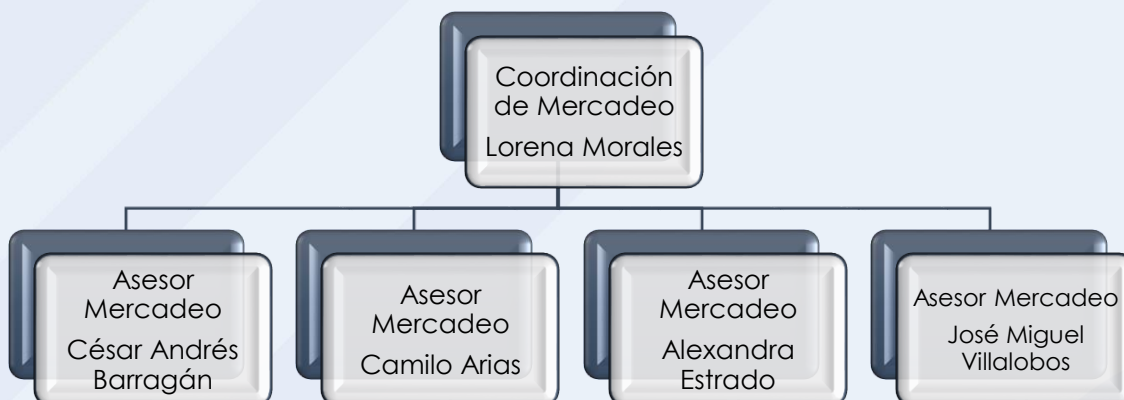 Coordinación
de Mercadeo
Lorena Morales
Asesor
Mercadeo
César Andrés
Barragán
Asesor
Mercadeo
Camilo Arias
Asesor
Mercadeo
Alexandra
Estrado
Asesor Mercadeo
José Miguel
Villalobos